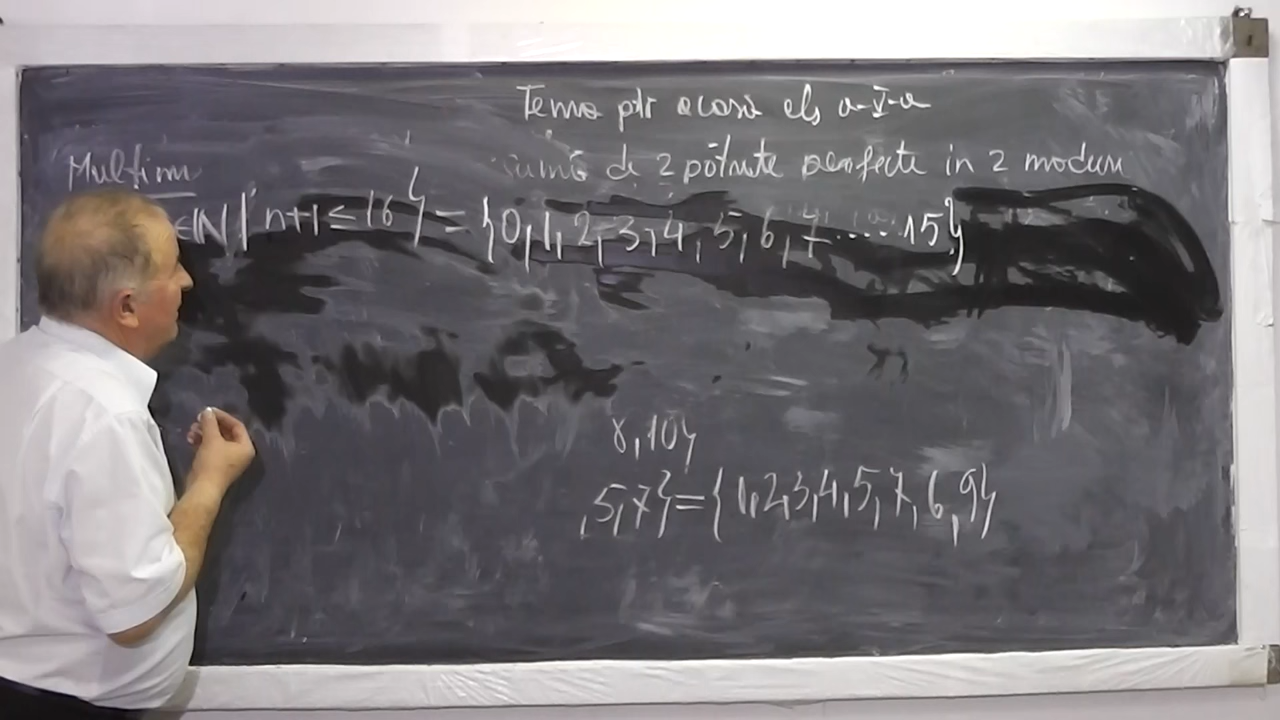 Temă ptr acasă cls a-V-a
Mulțimi
sumă de 2 pătrate perfecte în 2 moduri
∈ℕ | n+1 ≤ 16} = {0, 1, 2, 3, 4, 5, 6, 7......15}
8, 10}
, 5, 7} = {1, 2, 3, 4, 5, 7, 6, 9}